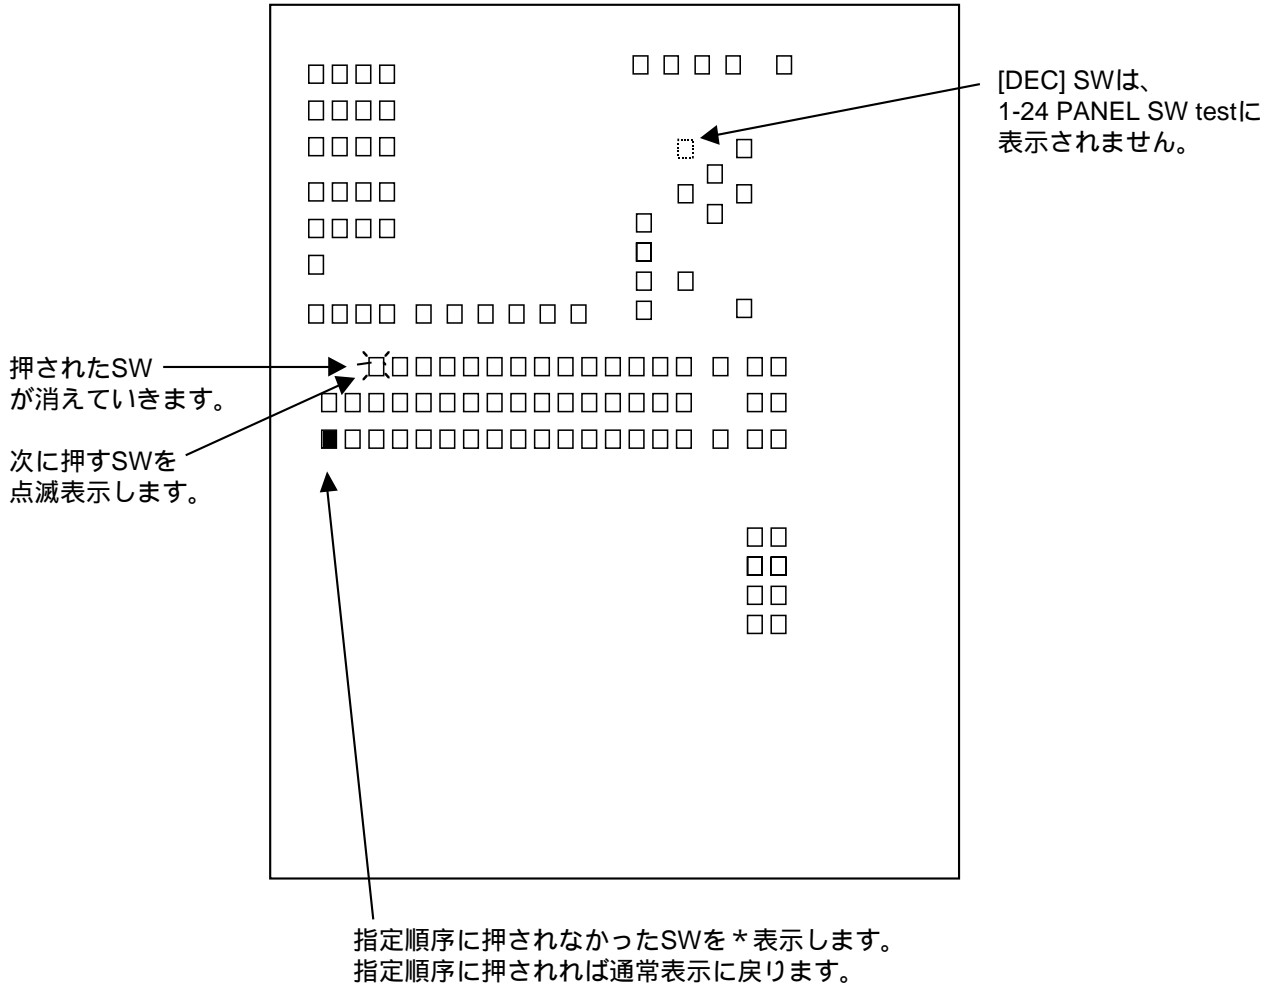 [DEC] SWは、
1-24 PANEL SW testに
表示されません。
押されたSW
が消えていきます。
次に押すSWを
点滅表示します。
指定順序に押されなかったSWを＊表示します。
指定順序に押されれば通常表示に戻ります。